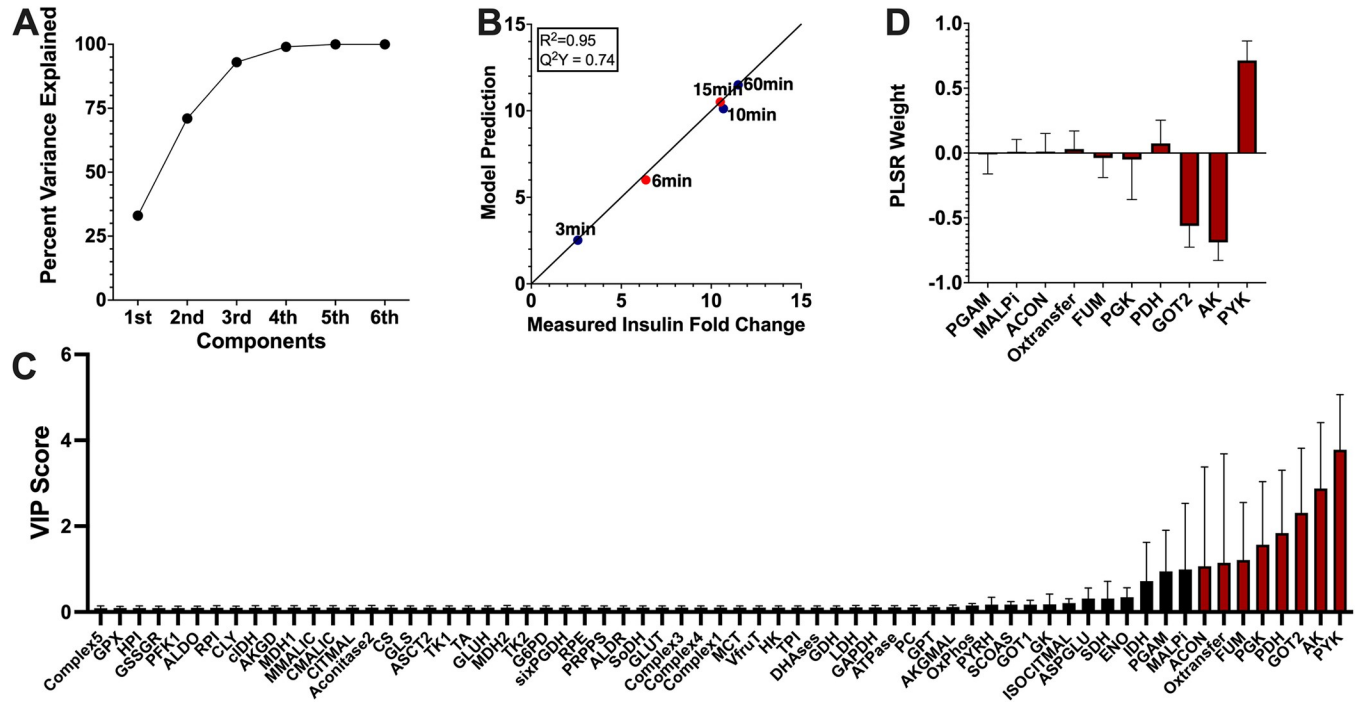 A
Percent Variance Explained
100
75
50
25
0
1st 2nd 3rd 4th 5th 6th
Components
B
Model Prediction
15
10
5
0
R²=0.95
Q²Y = 0.74
15min
60min
10min
6min
3min
0 5 10 15
Measured Insulin Fold Change
D
PLSR Weight
1.0
0.5
0.0
-0.5
-1.0
PGAM
MALPi
ACON
Oxtransfer
FUM
PGK
PDH
GOT2
AK
PYK
C
VIP Score
6
4
2
0
Complex5
GPX
HPI
GSSGR
PFK1
ALDO
RPI
CLY
cIDH
AKGD
MDH1
MMALIC
CMALIC
CITMAL
Aconitase2
CS
GLS
ASCT2
TK1
TA
GLUH
MDH2
TK2
G6PD
sixPGDH
RPE
PRPPS
ALDR
SoDH
GLUT
Complex3
Complex4
Complex1
MCT
VfruT
HK
TPI
DHAses
GDH
LDH
GAPDH
ATPase
PC
GPT
AKGMAL
OxPhos
PYRH
SCOAS
GOT1
GK
ISOCITMAL
ASPGLU
SDH
ENO
IDH
PGAM
MALPi
ACON
Oxtransfer
FUM
PGK
PDH
GOT2
AK
PYK